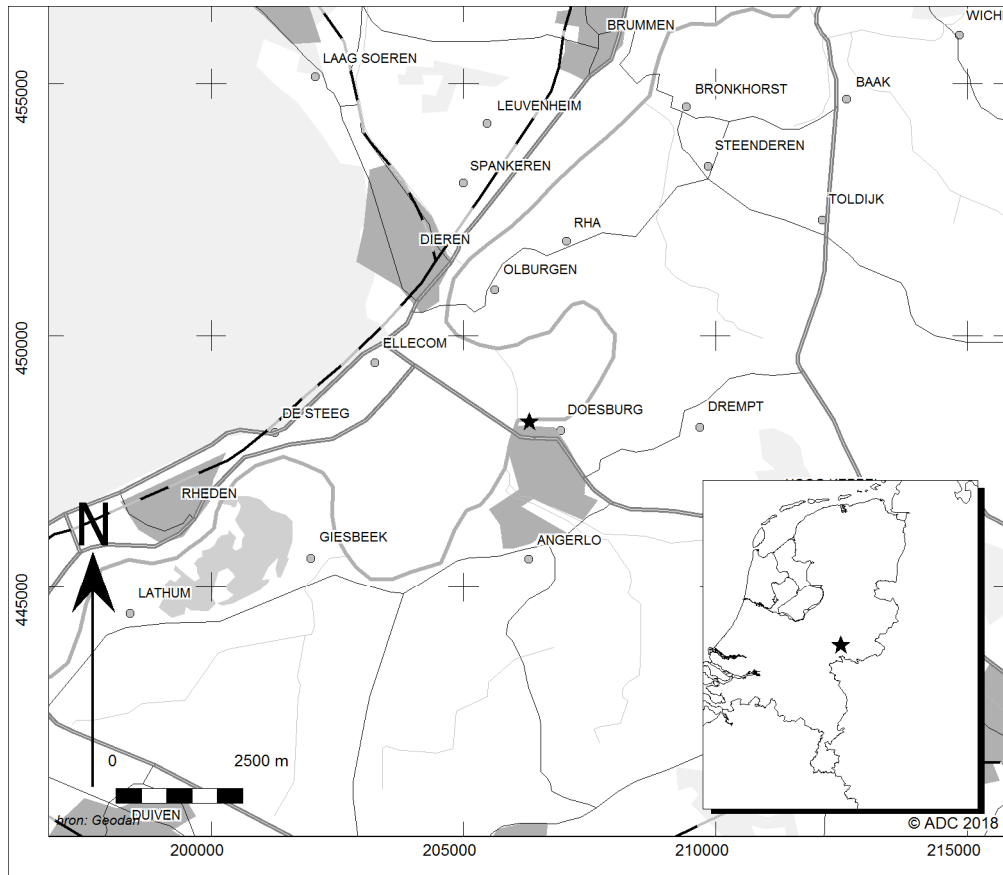 WICH
BRUMMEN
LAAG SOEREN
BAAK
BRONKHORST
LEUVENHEIM
STEENDEREN
SPANKEREN
TOLDIJK
RHA
DIEREN
OLBURGEN
ELLECOM
DE STEEG
DOESBURG
DREMPT
RHEDEN
N
GIESBEEK
ANGERLO
LATHUM
455000
450000
445000
0 2500 m
DUIVEN
bron: Geodan
© ADC 2018
200000 205000 210000 215000